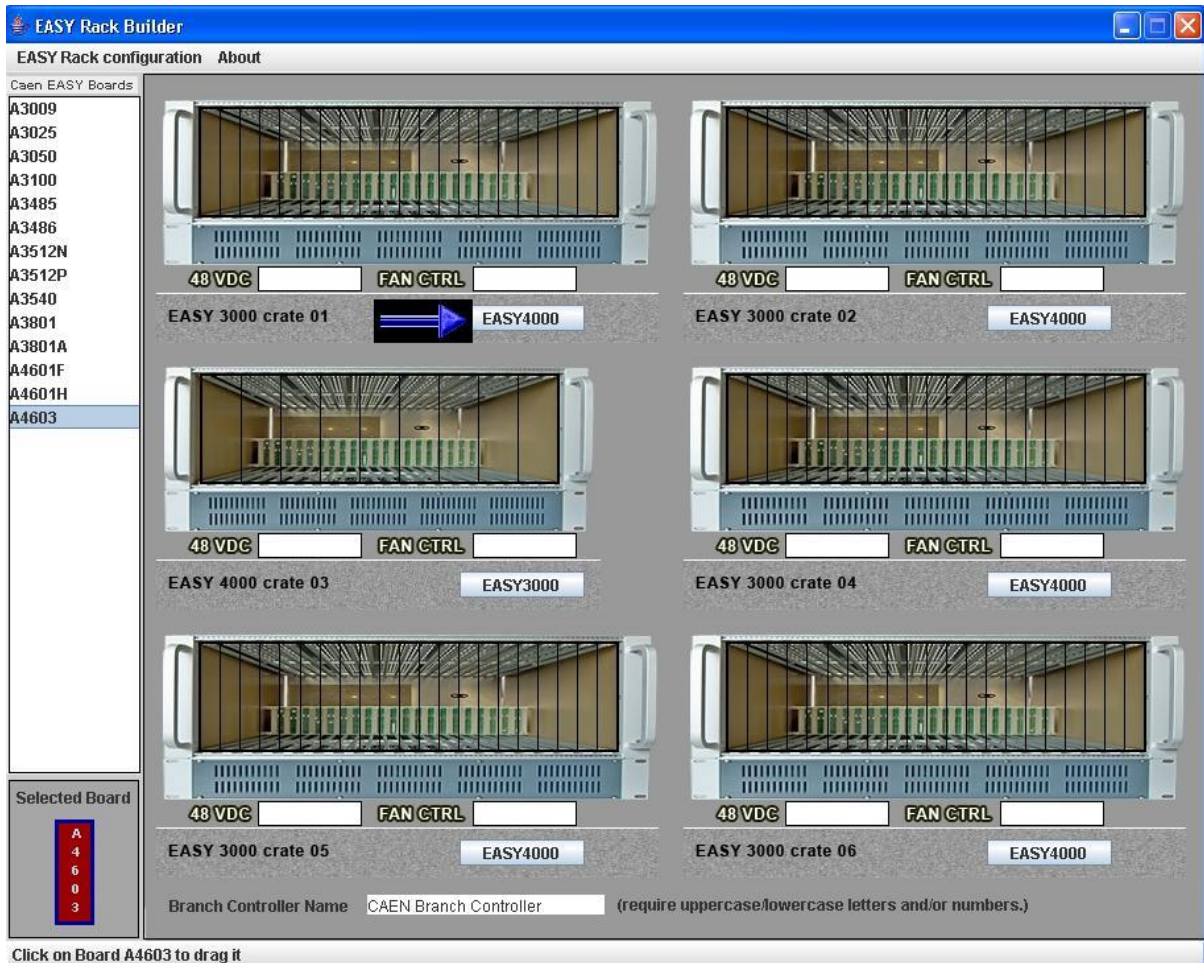 EASY Rack Builder
EASY Rack configuration About
Caen EASY Boards
A3009
A3025
A3050
A3100
A3485
A3486
A3512N
A3512P
A3540
A3801
A3801A
A4601F
A4601H
A4603
Selected Board
A
4
6
0
3
48 VDC FAN CTRL
EASY 3000 crate 01 EASY4000
48 VDC FAN CTRL
EASY 3000 crate 02 EASY4000
48 VDC FAN CTRL
EASY 4000 crate 03 EASY3000
48 VDC FAN CTRL
EASY 3000 crate 04 EASY4000
48 VDC FAN CTRL
EASY 3000 crate 05 EASY4000
48 VDC FAN CTRL
EASY 3000 crate 06 EASY4000
Branch Controller Name CAEN Branch Controller (require uppercase/lowercase letters and/or numbers.)
Click on Board A4603 to drag it